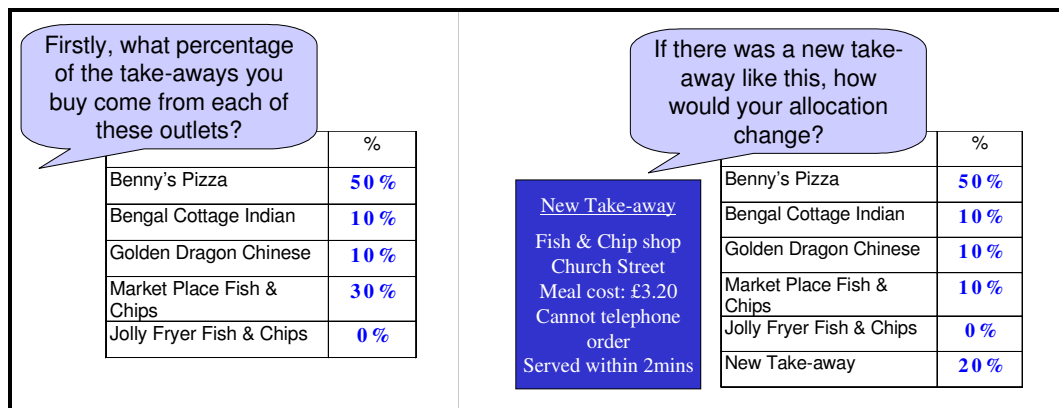 Firstly, what percentage
of the take-aways you
buy come from each of
these outlets?
%
Benny's Pizza 50%
Bengal Cottage Indian 10%
Golden Dragon Chinese 10%
Market Place Fish & 30%
Chips
Jolly Fryer Fish & Chips 0%
If there was a new take-
away like this, how
would your allocation
change?
New Take-away
Fish & Chip shop
Church Street
Meal cost: £3.20
Cannot telephone
order
Served within 2mins
%
Benny's Pizza 50%
Bengal Cottage Indian 10%
Golden Dragon Chinese 10%
Market Place Fish & 10%
Chips
Jolly Fryer Fish & Chips 0%
New Take-away 20%